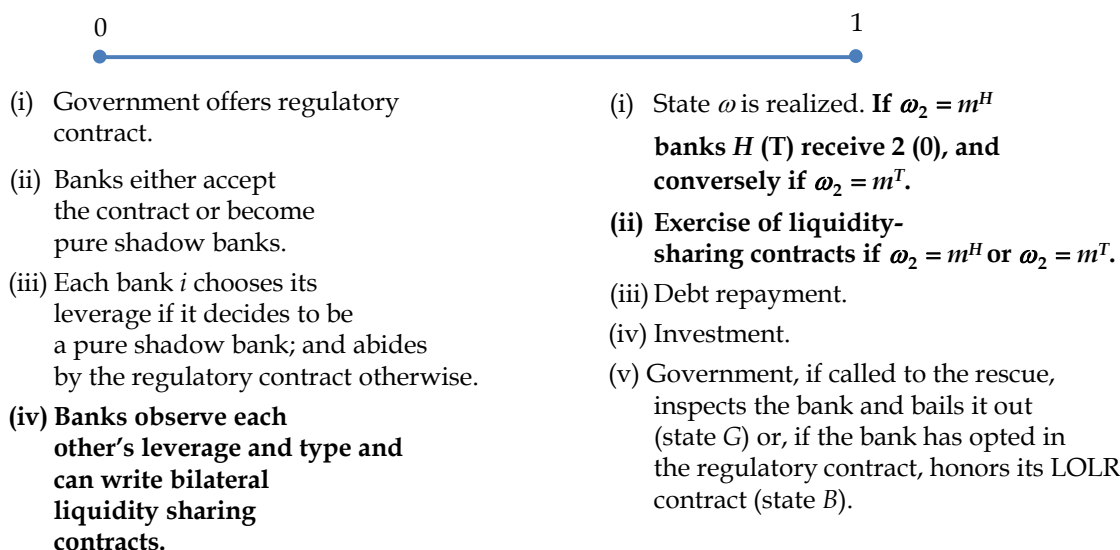 0
1
(i) Government offers regulatory
contract.
(ii) Banks either accept
the contract or become
pure shadow banks.
(iii) Each bank i chooses its
leverage if it decides to be
a pure shadow bank; and abides
by the regulatory contract otherwise.
(iv) Banks observe each
other's leverage and type and
can write bilateral
liquidity sharing
contracts.
(i) State ω is realized. If ω₂ = mᴴ
banks H (T) receive 2 (0), and
conversely if ω₂ = mᵀ.
(ii) Exercise of liquidity-
sharing contracts if ω₂ = mᴴ or ω₂ = mᵀ.
(iii) Debt repayment.
(iv) Investment.
(v) Government, if called to the rescue,
inspects the bank and bails it out
(state G) or, if the bank has opted in
the regulatory contract, honors its LOLR
contract (state B).